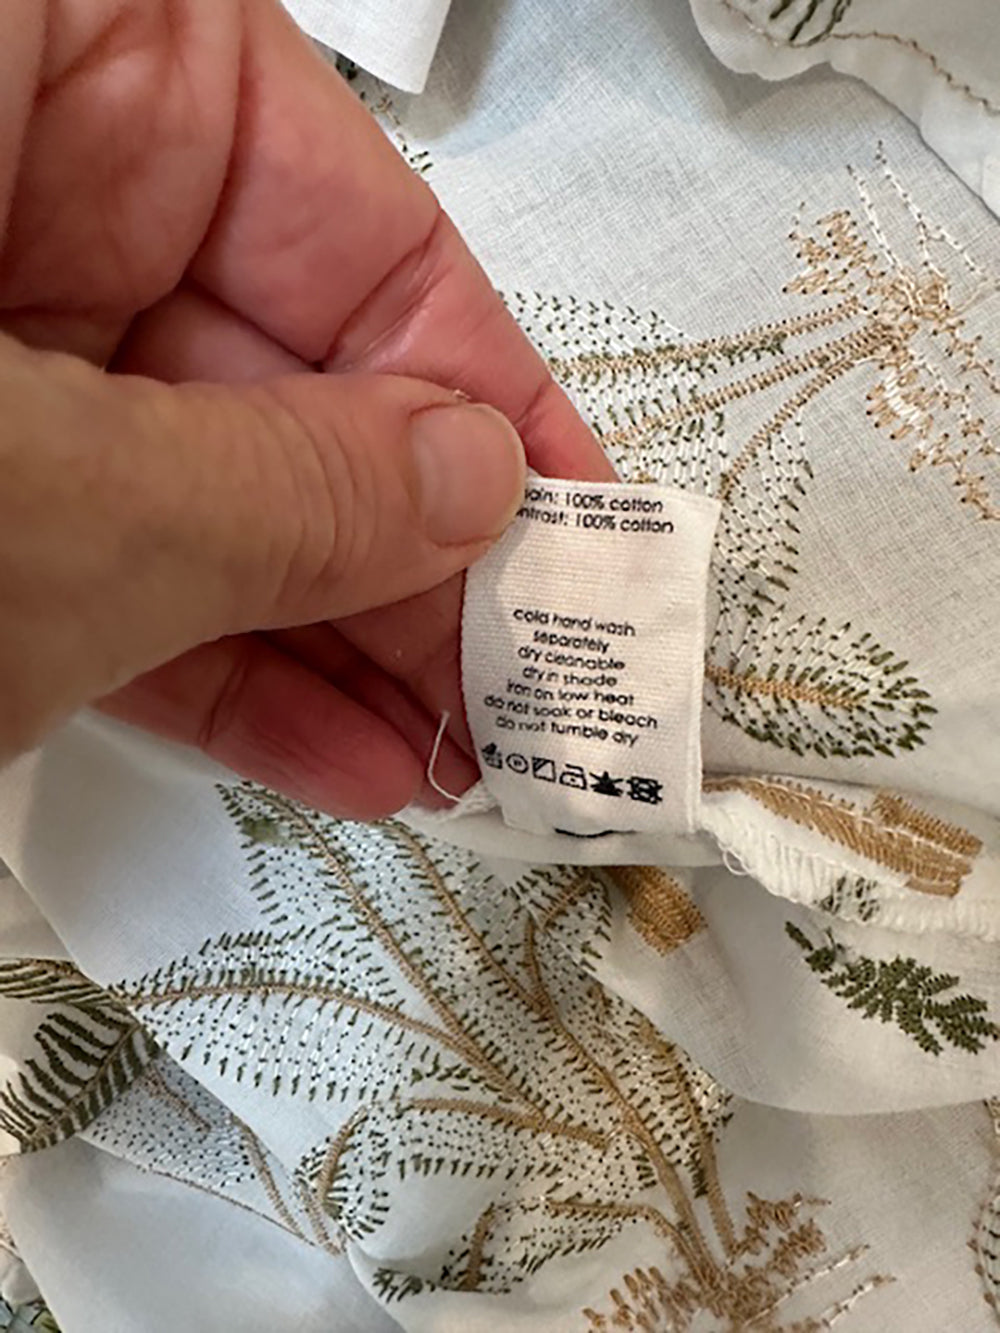 ain: 100% cotton
ntrast: 100% cotton
cold hand wash
separately
dry cleanable
dry in shade
iron on low heat
do not soak or bleach
do not tumble dry